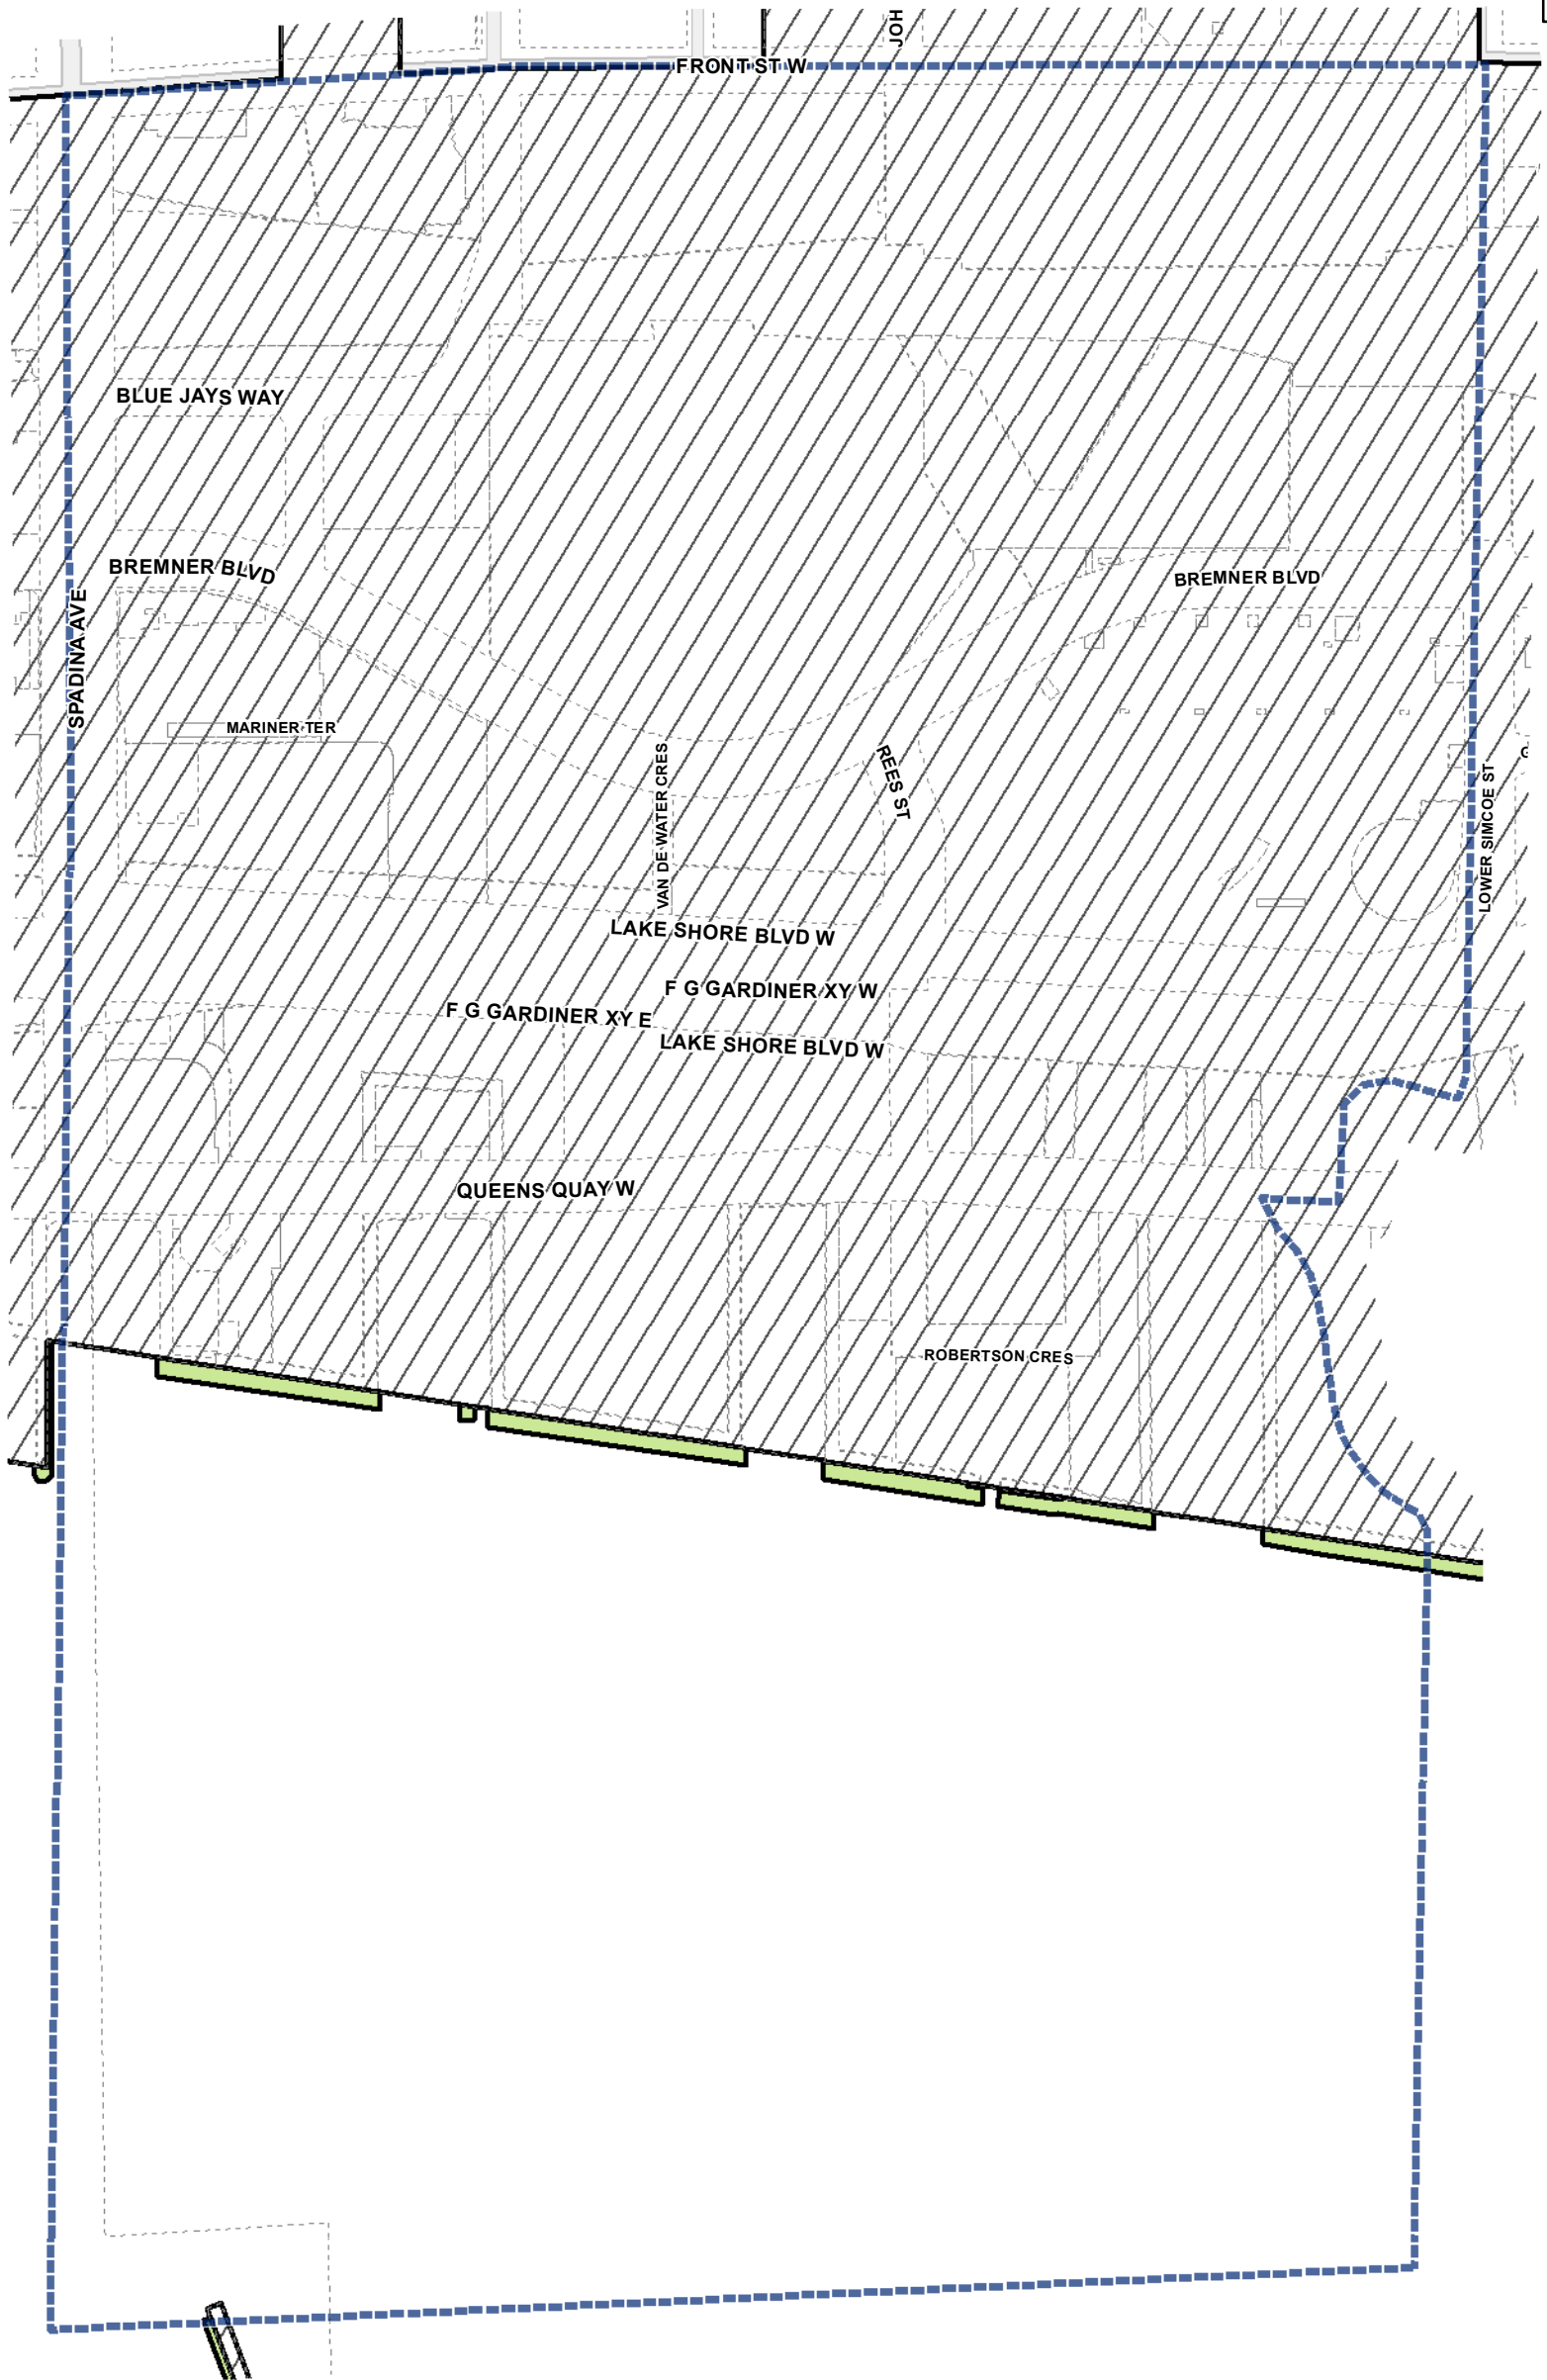 JOH
FRONT ST W
BLUE JAYS WAY
BREMNER BLVD
BREMNER BLVD
SPADINA AVE
MARINER TER
VAN DE WATER CRES
REES ST
G
LOWER SIMCOE ST
LAKE SHORE BLVD W
F G GARDINER XY W
F G GARDINER XY E
LAKE SHORE BLVD W
QUEENS QUAY W
ROBERTSON CRES